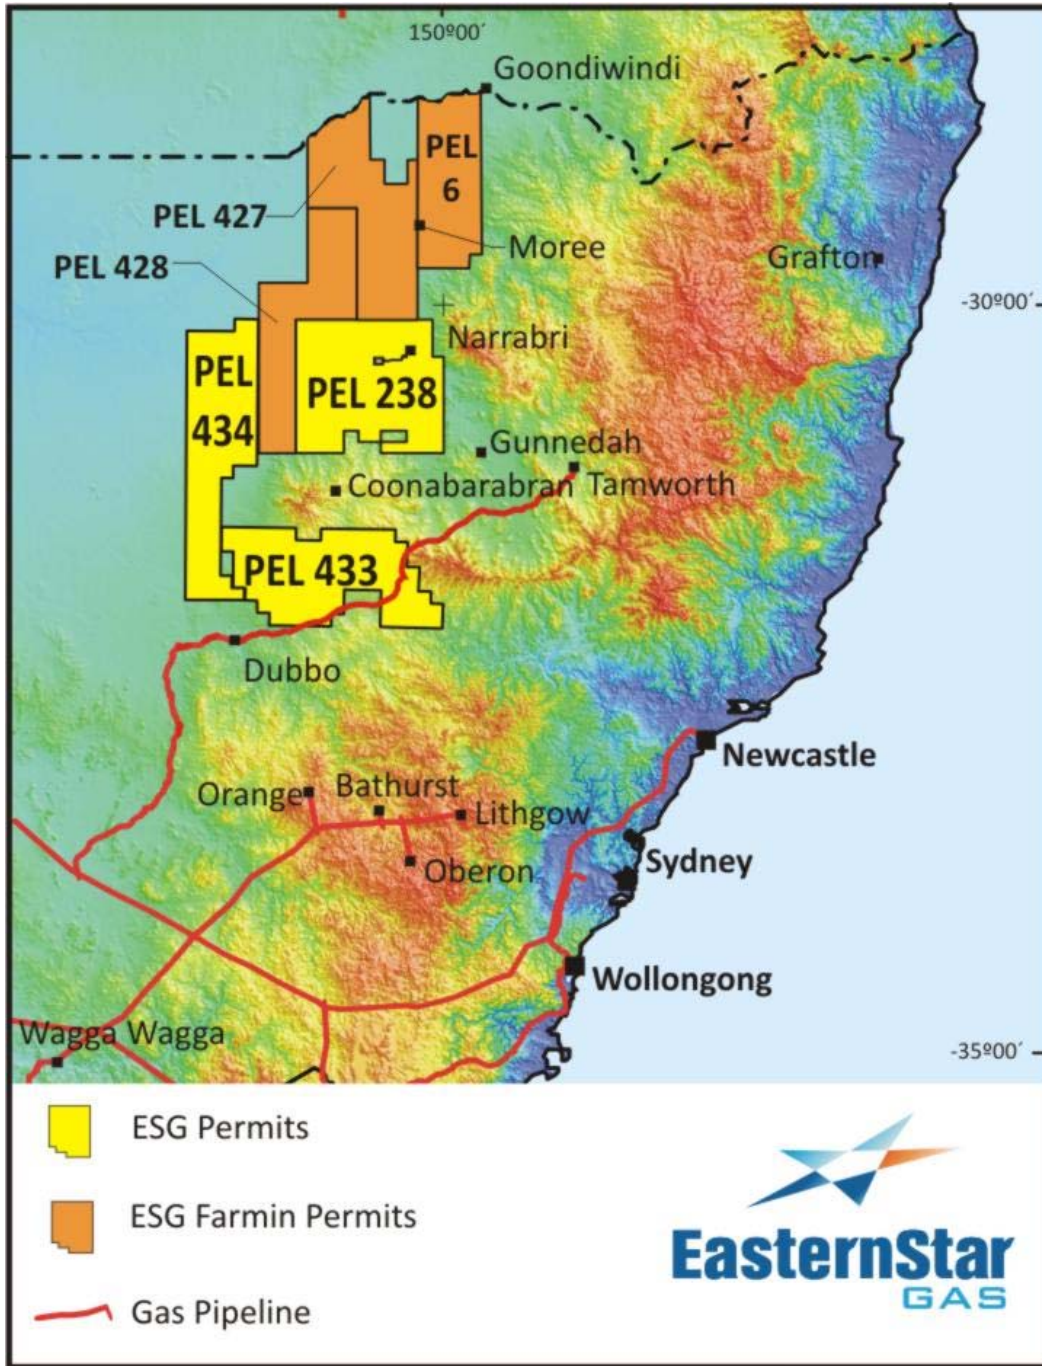 150º00´
Goondiwindi
PEL
6
PEL 427
Moree
Grafton
PEL 428
-30º00´
Narrabri
PEL
434
PEL 238
Gunnedah
Coonabarabran
Tamworth
PEL 433
Dubbo
Newcastle
Orange
Bathurst
Lithgow
Sydney
Oberon
Wollongong
Wagga Wagga
-35º00´
ESG Permits
ESG Farmin Permits
Gas Pipeline
EasternStar
GAS